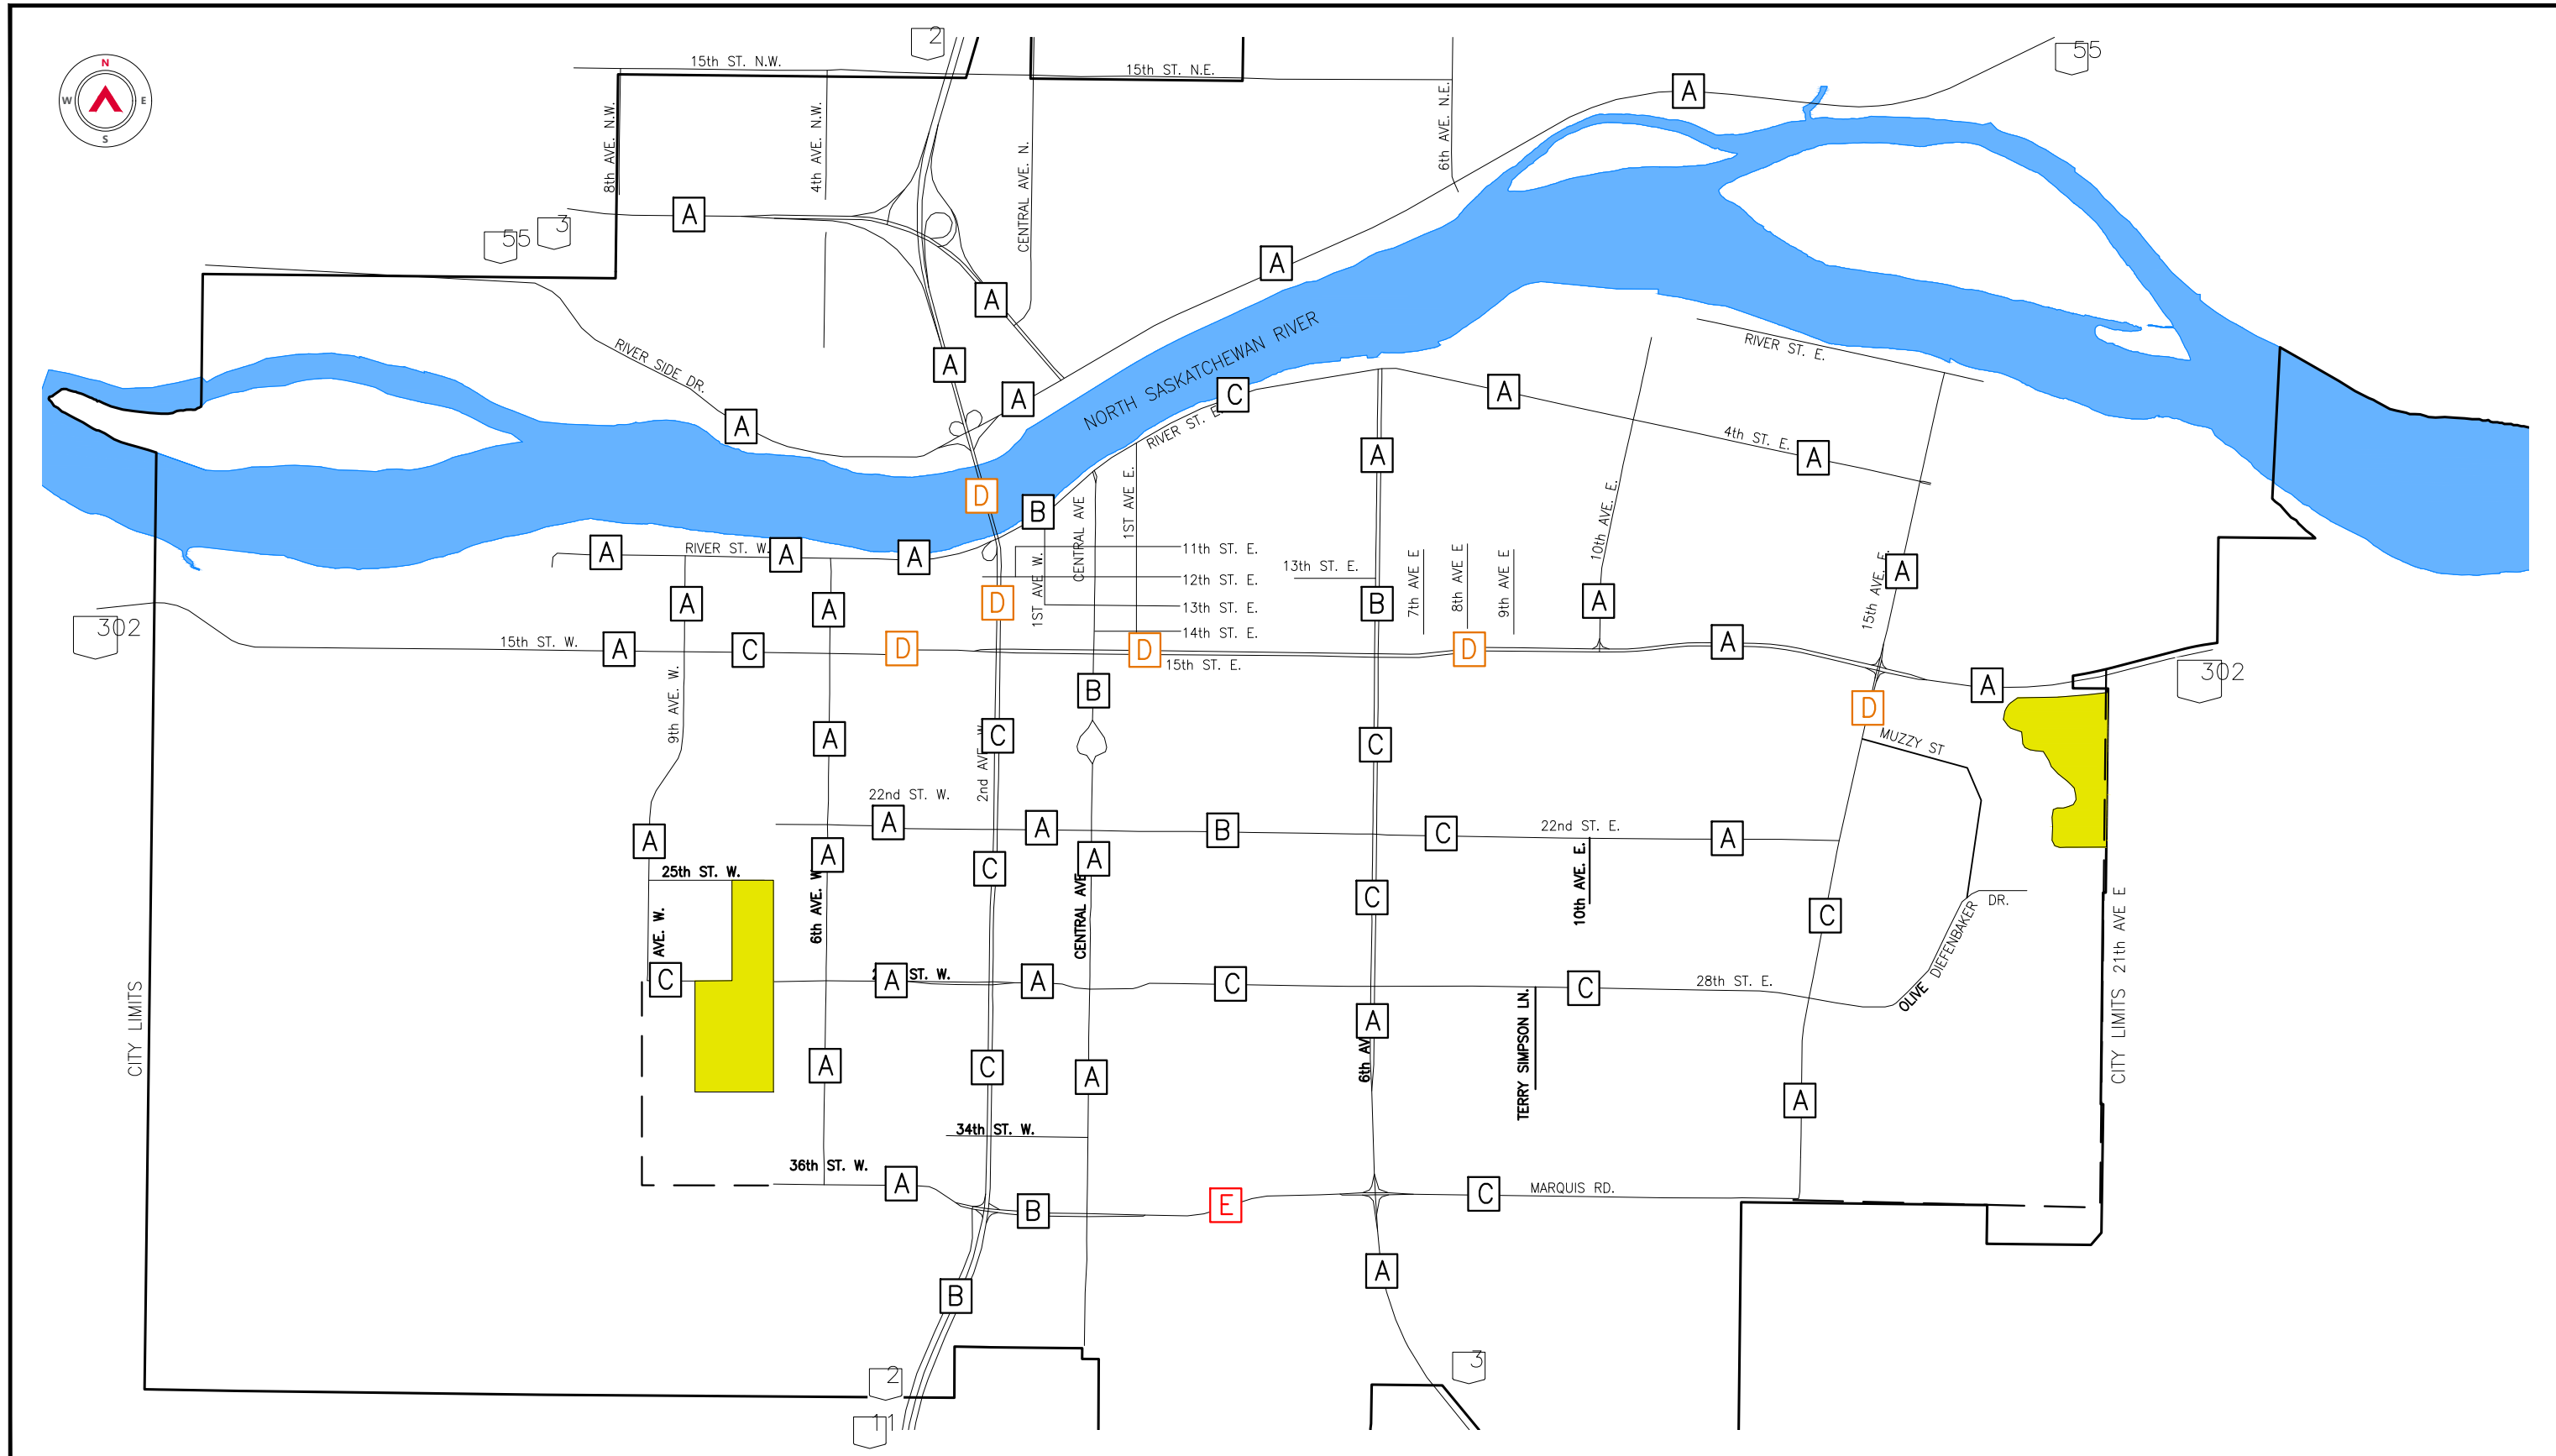 2
55
N
W E
S
15th ST. N.W.
15th ST. N.E.
A
8th AVE. N.W.
4th AVE. N.W.
CENTRAL AVE. N.
6th AVE. N.E.
A
3
55
A
A
NORTH SASKATCHEWAN RIVER
RIVER ST. E.
RIVER SIDE DR.
A
A
C
A
A
RIVER ST. E.
4th ST. E.
A
A
D
B
CENTRAL AVE
1ST AVE E.
10th AVE. E.
A
RIVER ST. W.
A
A
11th ST. E.
12th ST. E.
13th ST. E.
13th ST. E.
14th ST. E.
1ST AVE W.
7th AVE E
8th AVE E
9th AVE E
15th AVE. E.
A
A
A
D
B
A
302
15th ST. W.
A
C
D
D
15th ST. E.
D
A
A
302
9th AVE. W.
B
D
A
C
2nd AVE W.
C
MUZZY ST
22nd ST. W.
A
A
B
C
22nd ST. E.
A
A
A
C
A
25th ST. W.
6th AVE. W.
CENTRAL AVE
C
10th AVE. E.
C
DR.
DIEFENBAKER
OLIVE
AVE. W.
C
ST. W.
A
A
C
C
28th ST. E.
CITY LIMITS
CITY LIMITS 21th AVE E
A
6th AV
TERRY SIMPSON LN.
A
C
A
A
34th ST. W.
36th ST. W.
A
B
E
C
MARQUIS RD.
A
B
3
2
11